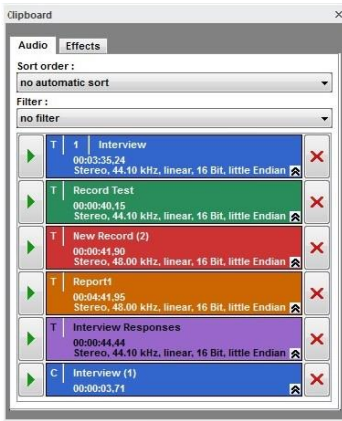 Clipboard
Audio Effects
Sort order :
no automatic sort
Filter :
no filter
T 1 Interview
00:03:35,24
Stereo, 44.10 kHz, linear, 16 Bit, little Endian
T Record Test
00:00:40,15
Stereo, 44.10 kHz, linear, 16 Bit, little Endian
T New Record (2)
00:00:41,90
Stereo, 48.00 kHz, linear, 16 Bit, little Endian
T Report1
00:04:41,95
Stereo, 48.00 kHz, linear, 16 Bit, little Endian
T Interview Responses
00:00:44,44
Stereo, 44.10 kHz, linear, 16 Bit, little Endian
C Interview (1)
00:00:03,71